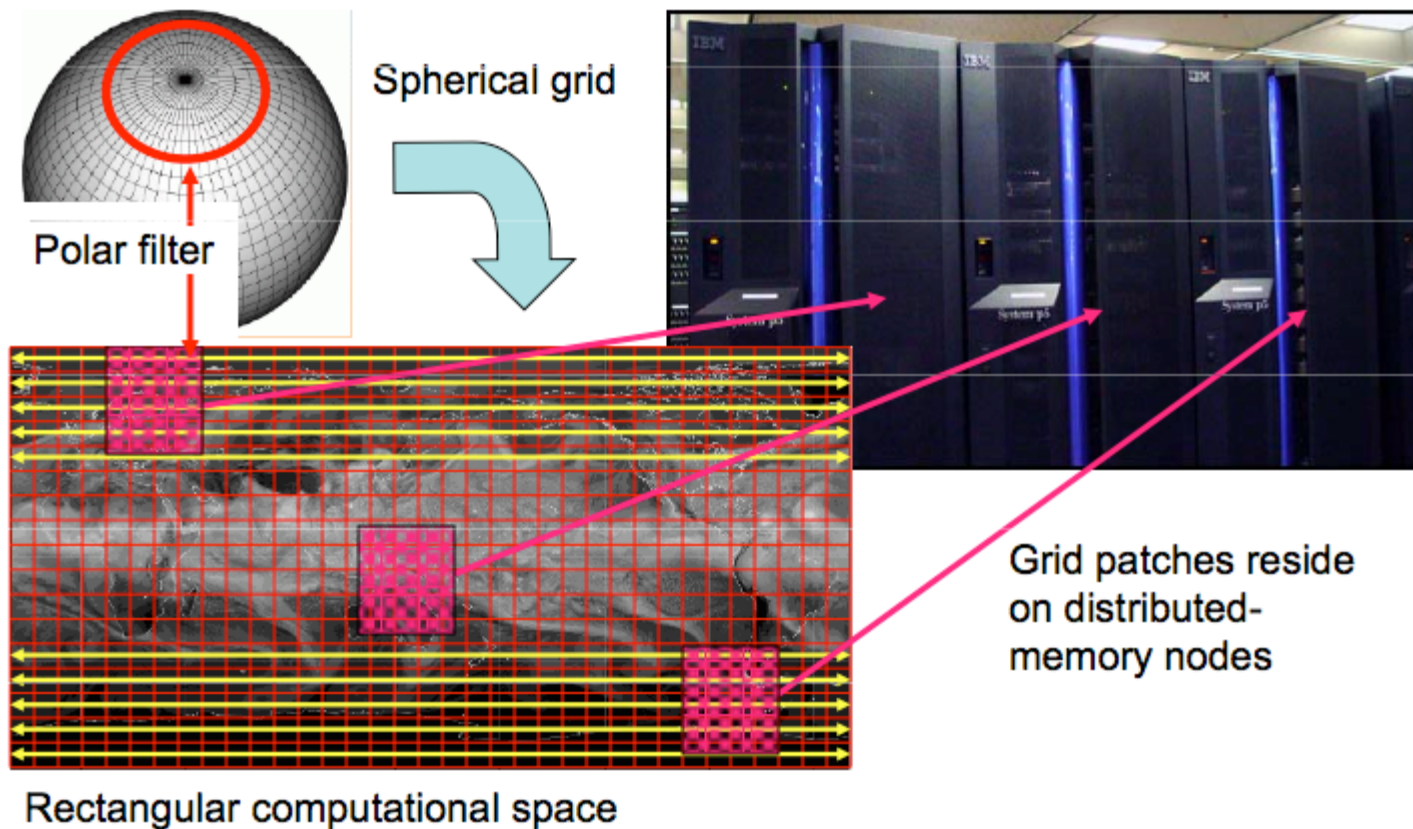 Spherical grid
Polar filter
IBM
IBM
IBM
System p5
System p5
System p5
Grid patches reside
on distributed-
memory nodes
Rectangular computational space